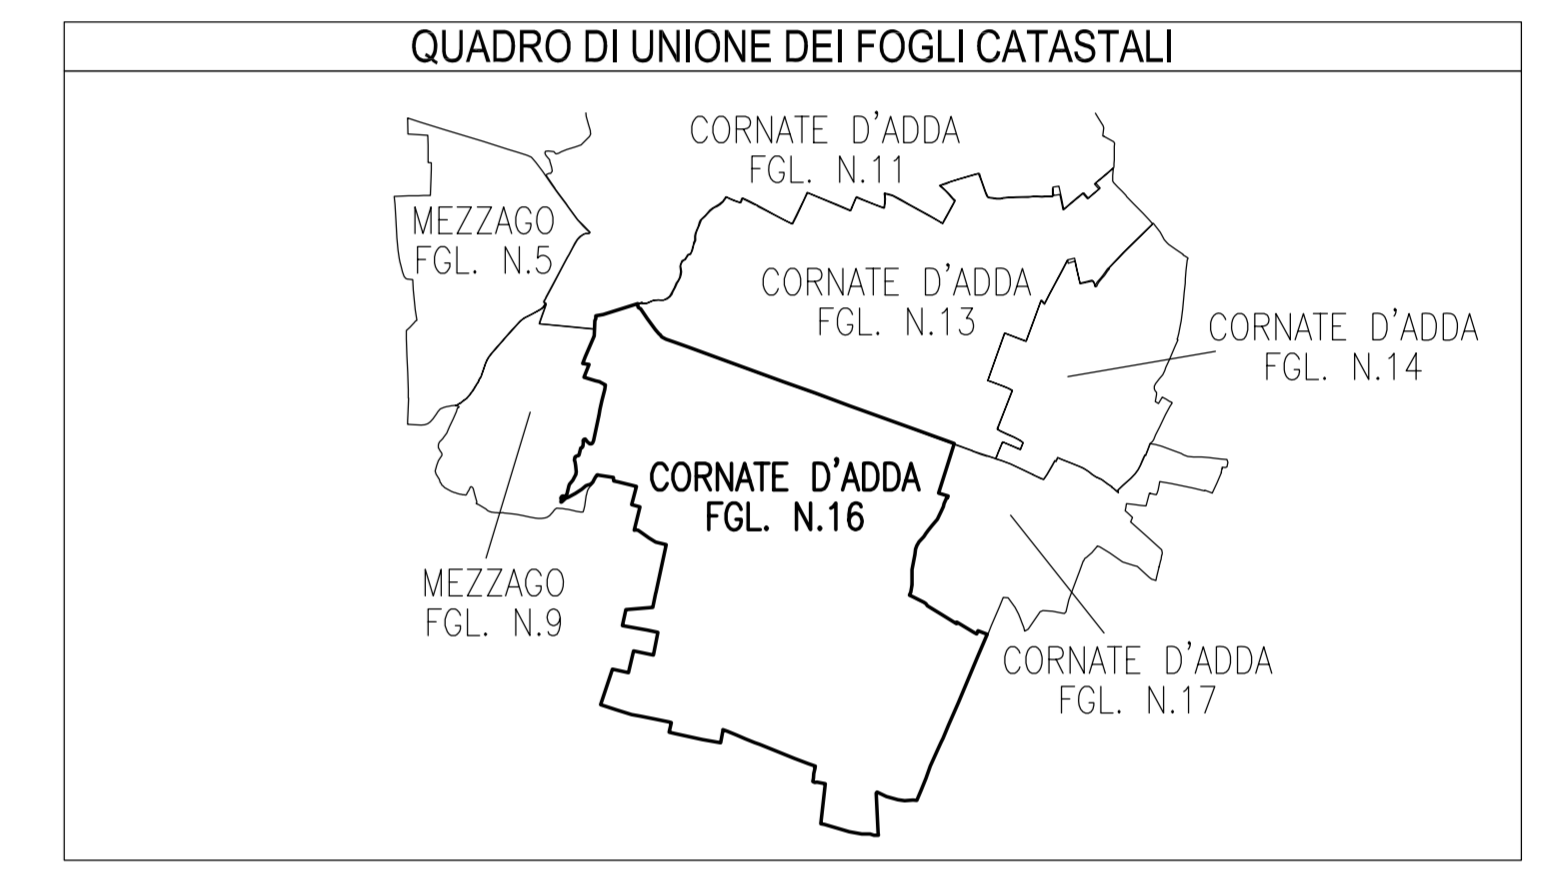 QUADRO DI UNIONE DEI FOGLI CATASTALI
CORNATE D'ADDA
FGL. N.11
MEZZAGO
FGL. N.5
CORNATE D'ADDA
FGL. N.13
CORNATE D'ADDA
FGL. N.14
CORNATE D'ADDA
FGL. N.16
MEZZAGO
FGL. N.9
CORNATE D'ADDA
FGL. N.17